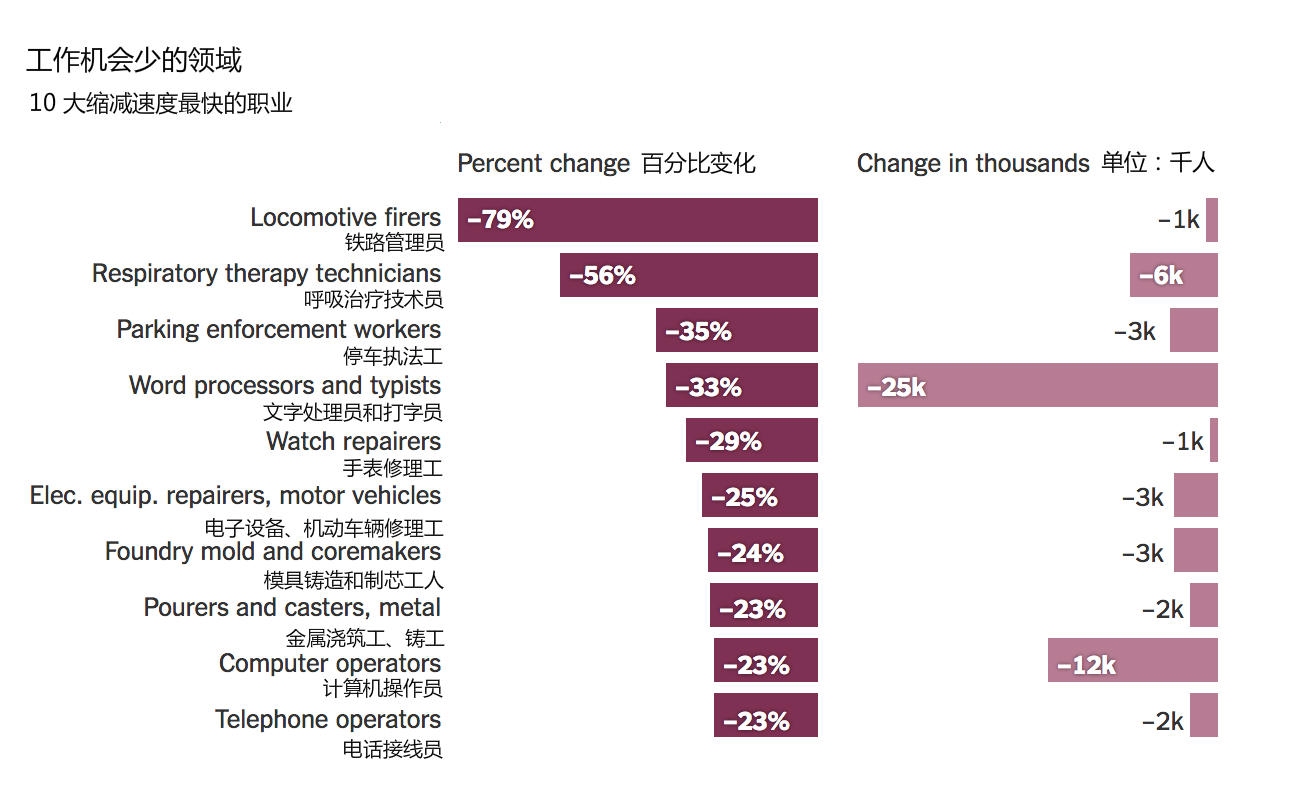 工作机会少的领域
10 大缩减速度最快的职业
Percent change 百分比变化 Change in thousands 单位：千人
Locomotive firers –79% –1k
铁路管理员
Respiratory therapy technicians –56% –6k
呼吸治疗技术员
Parking enforcement workers –35% –3k
停车执法工
Word processors and typists –33% –25k
文字处理员和打字员
Watch repairers –29% –1k
手表修理工
Elec. equip. repairers, motor vehicles –25% –3k
电子设备、机动车辆修理工
Foundry mold and coremakers –24% –3k
模具铸造和制芯工人
Pourers and casters, metal –23% –2k
金属浇筑工、铸工
Computer operators –23% –12k
计算机操作员
Telephone operators –23% –2k
电话接线员